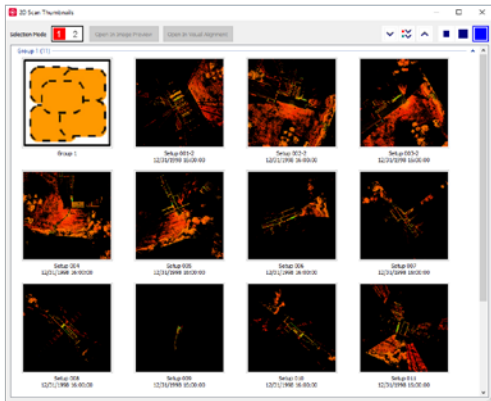 2D Scan Thumbnails
Selection Mode 1 2 Open in Image Preview Open in Visual Alignment
Group 1 (11)
Group 1
Setup 001-2
12/31/1998 16:00:00
Setup 002-2
12/31/1998 16:00:00
Setup 003-2
12/31/1998 16:00:00
Setup 004
12/31/1998 16:00:00
Setup 005
12/31/1998 16:00:00
Setup 006
12/31/1998 16:00:00
Setup 007
12/31/1998 16:00:00
Setup 008
12/31/1998 16:00:00
Setup 009
12/31/1998 16:00:00
Setup 010
12/31/1998 16:00:00
Setup 011
12/31/1998 16:00:00